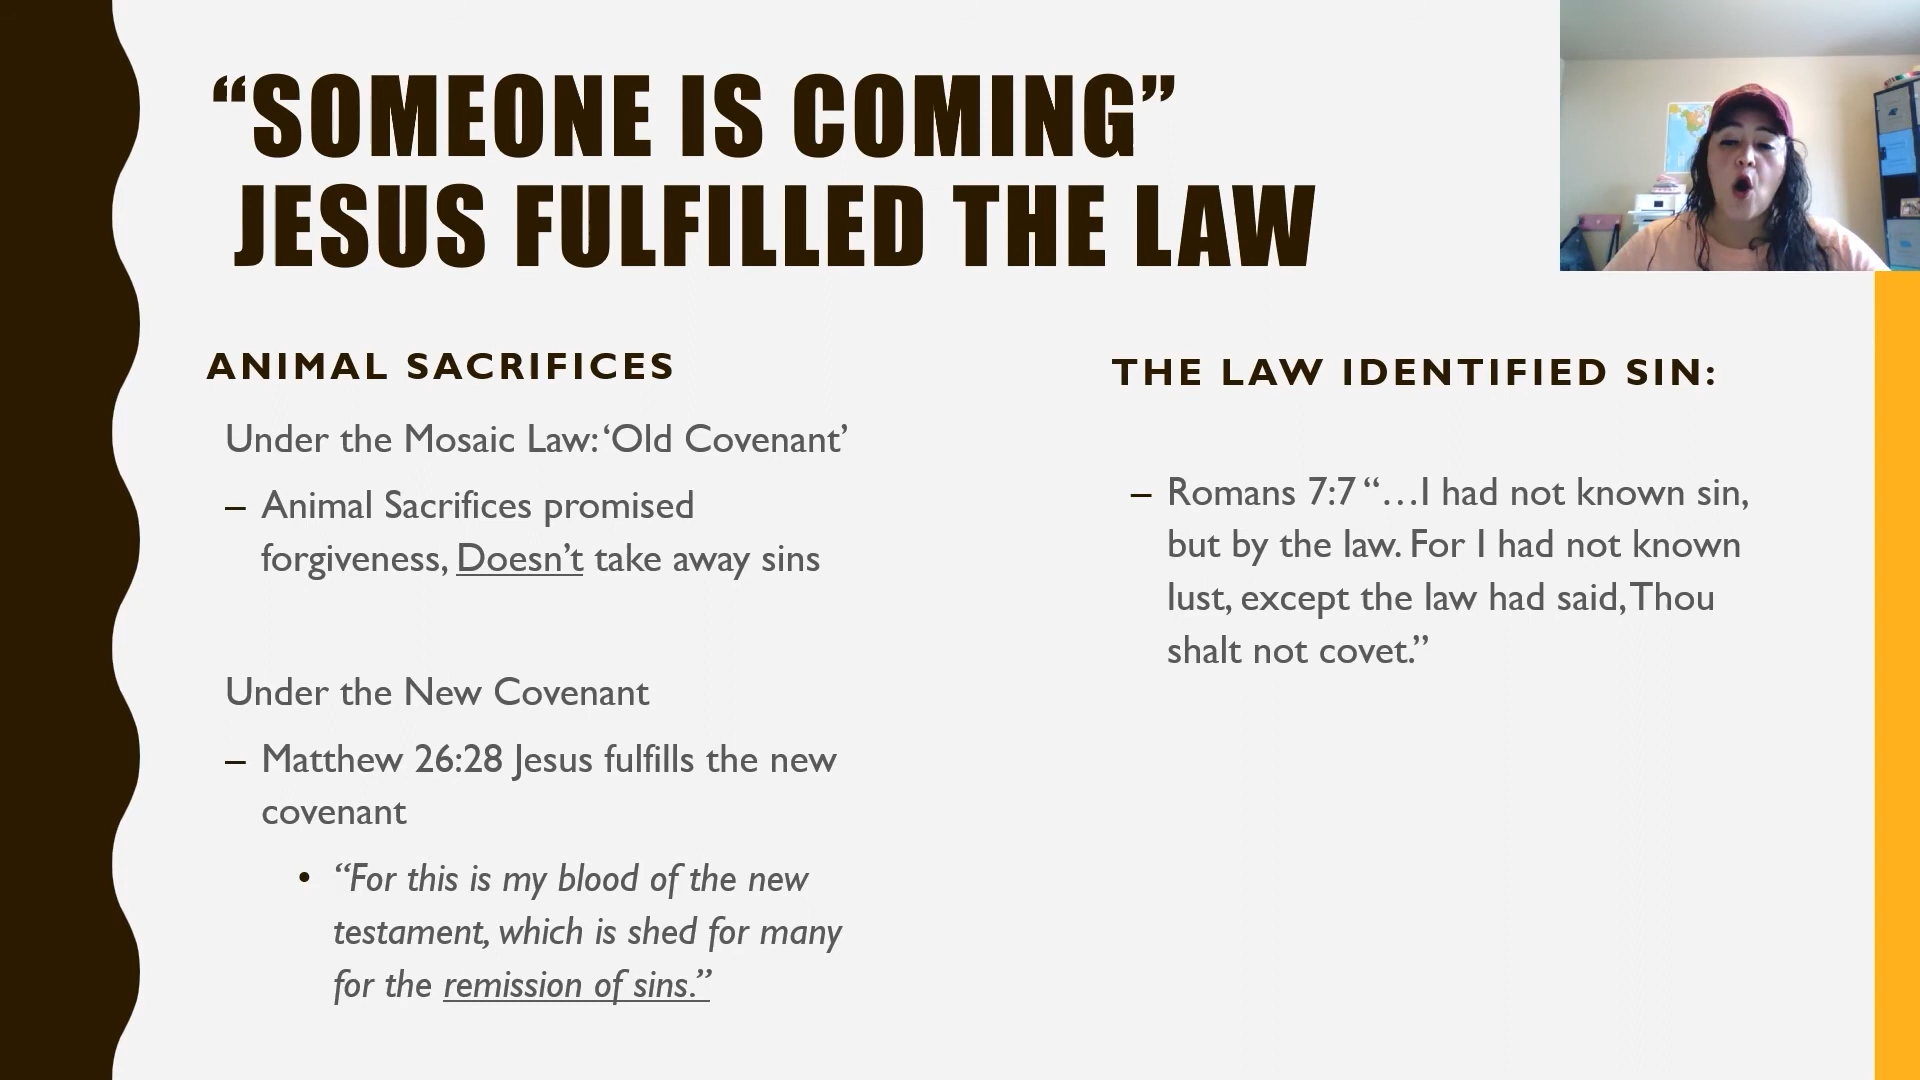 “SOMEONE IS COMING”
JESUS FULFILLED THE LAW
ANIMAL SACRIFICES
Under the Mosaic Law: ‘Old Covenant’
– Animal Sacrifices promised
forgiveness, Doesn’t take away sins
Under the New Covenant
– Matthew 26:28 Jesus fulfills the new
covenant
• “For this is my blood of the new
testament, which is shed for many
for the remission of sins.”
THE LAW IDENTIFIED SIN:
– Romans 7:7 “…I had not known sin,
but by the law. For I had not known
lust, except the law had said, Thou
shalt not covet.”